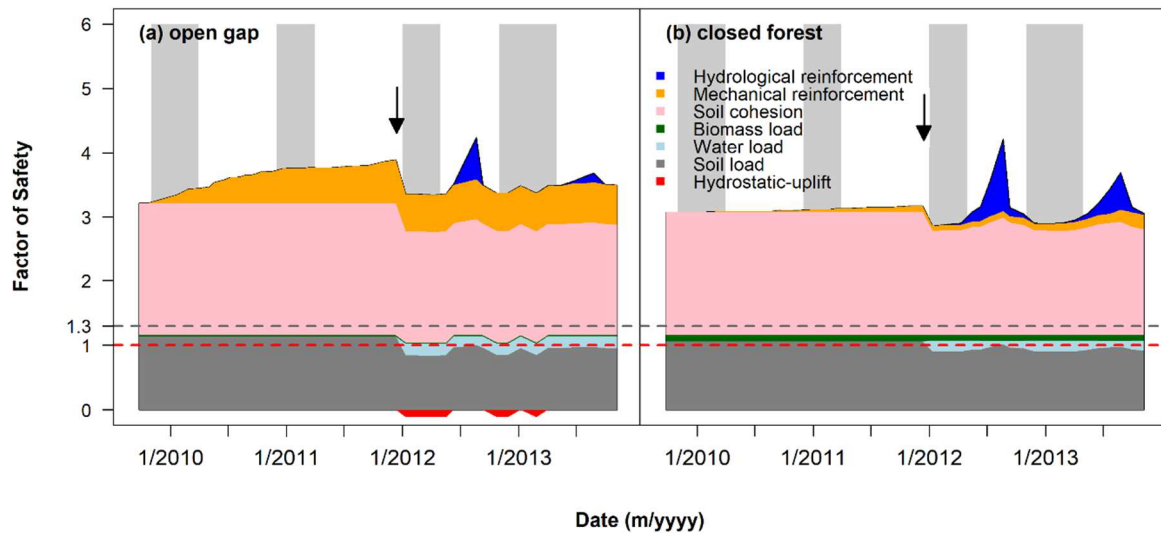 (a) open gap
(b) closed forest
Hydrological reinforcement
Mechanical reinforcement
Soil cohesion
Biomass load
Water load
Soil load
Hydrostatic-uplift
Factor of Safety
6
5
4
3
2
1.3
1
0
1/2010
1/2011
1/2012
1/2013
1/2010
1/2011
1/2012
1/2013
Date (m/yyyy)